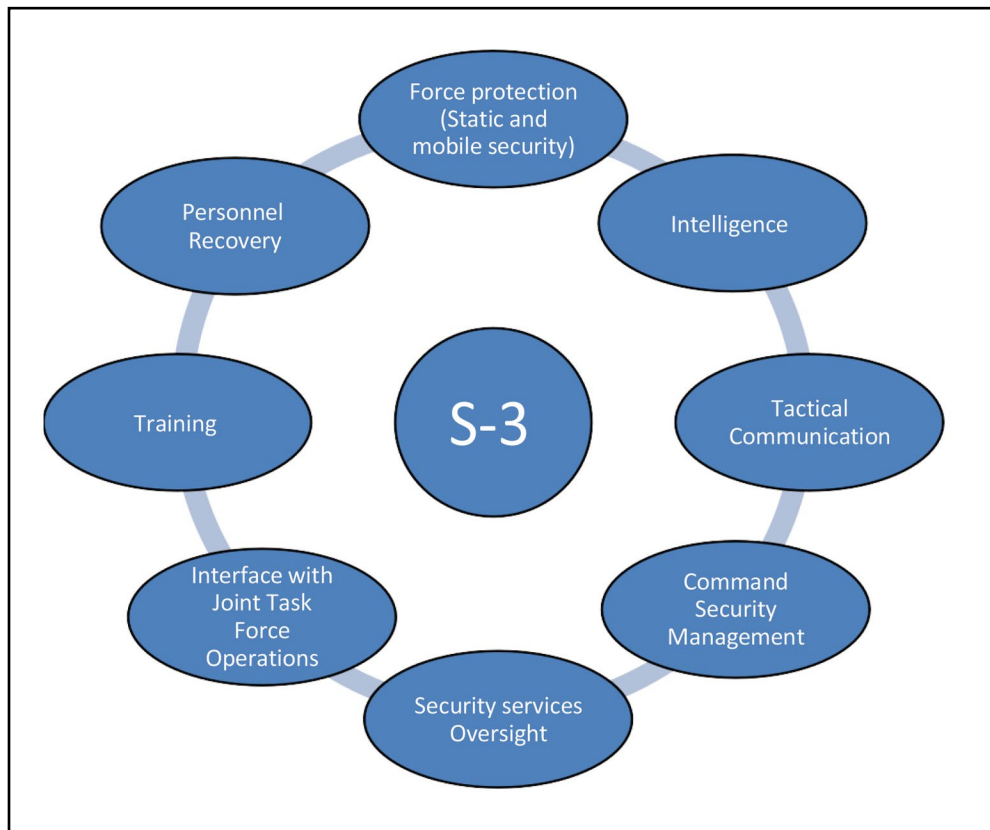 Force protection
(Static and
mobile security)
Intelligence
Tactical
Communication
Command
Security
Management
Security services
Oversight
Interface with
Joint Task
Force
Operations
Training
Personnel
Recovery
S-3